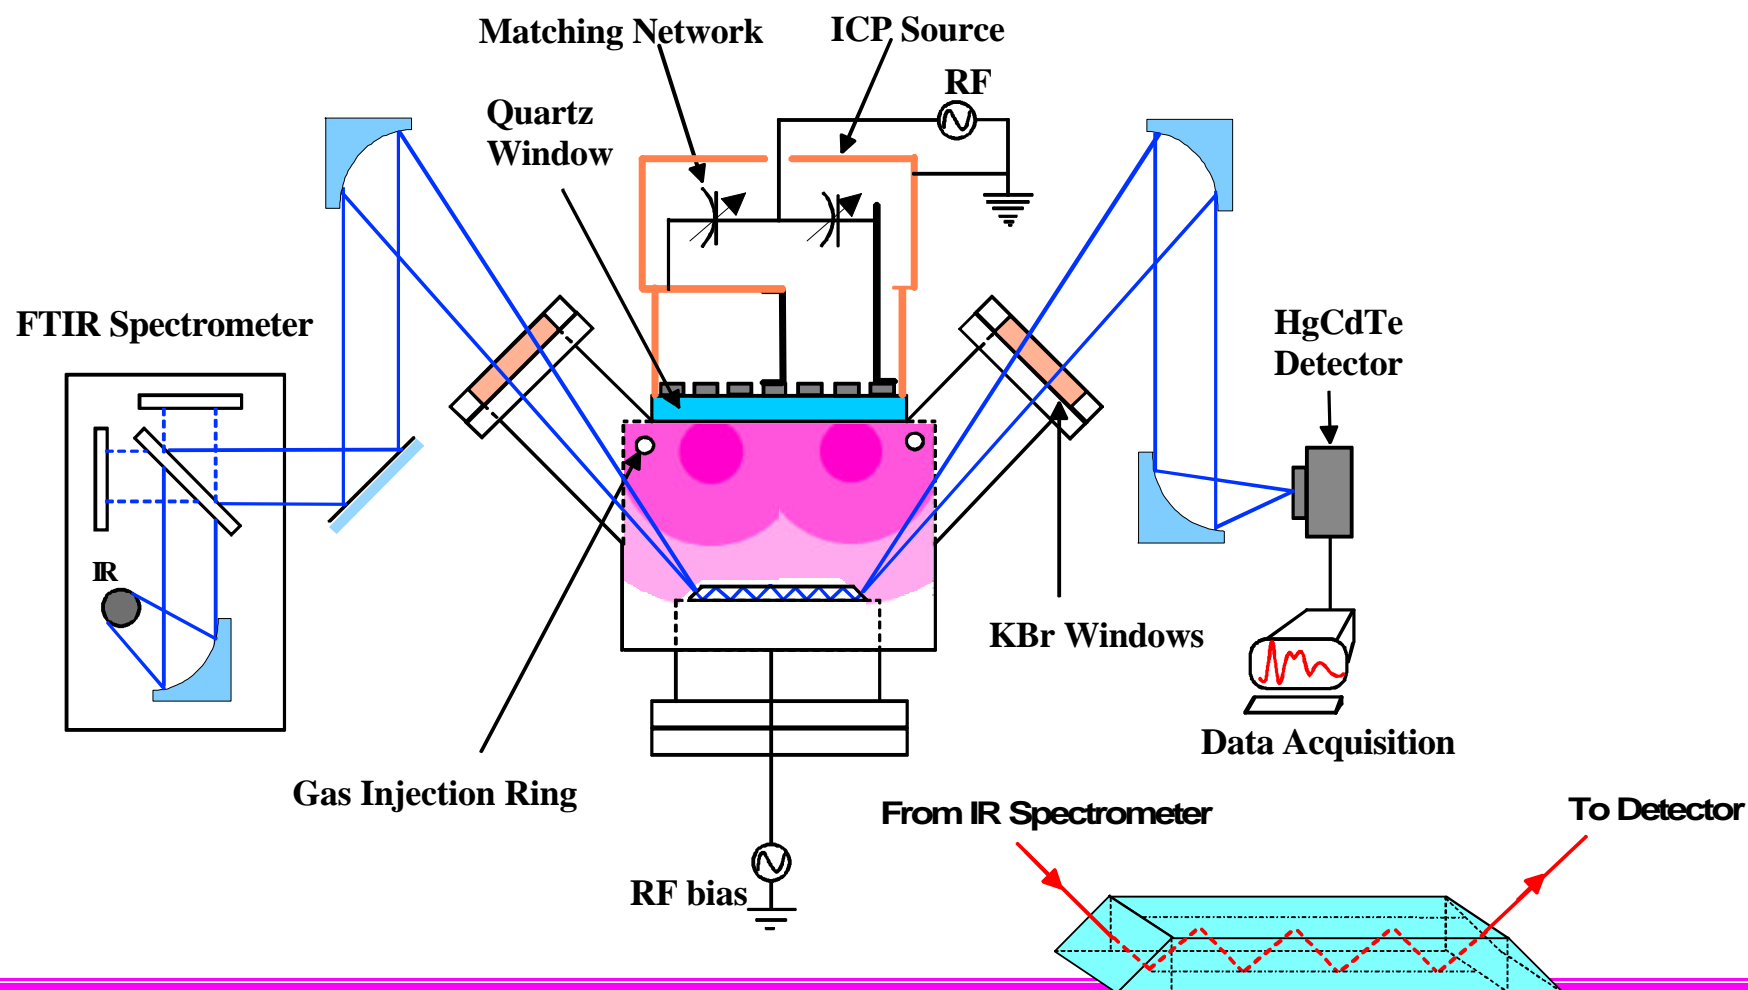 Matching Network
ICP Source
RF
Quartz
Window
FTIR Spectrometer
HgCdTe
Detector
IR
KBr Windows
Data Acquisition
Gas Injection Ring
From IR Spectrometer
To Detector
RF bias